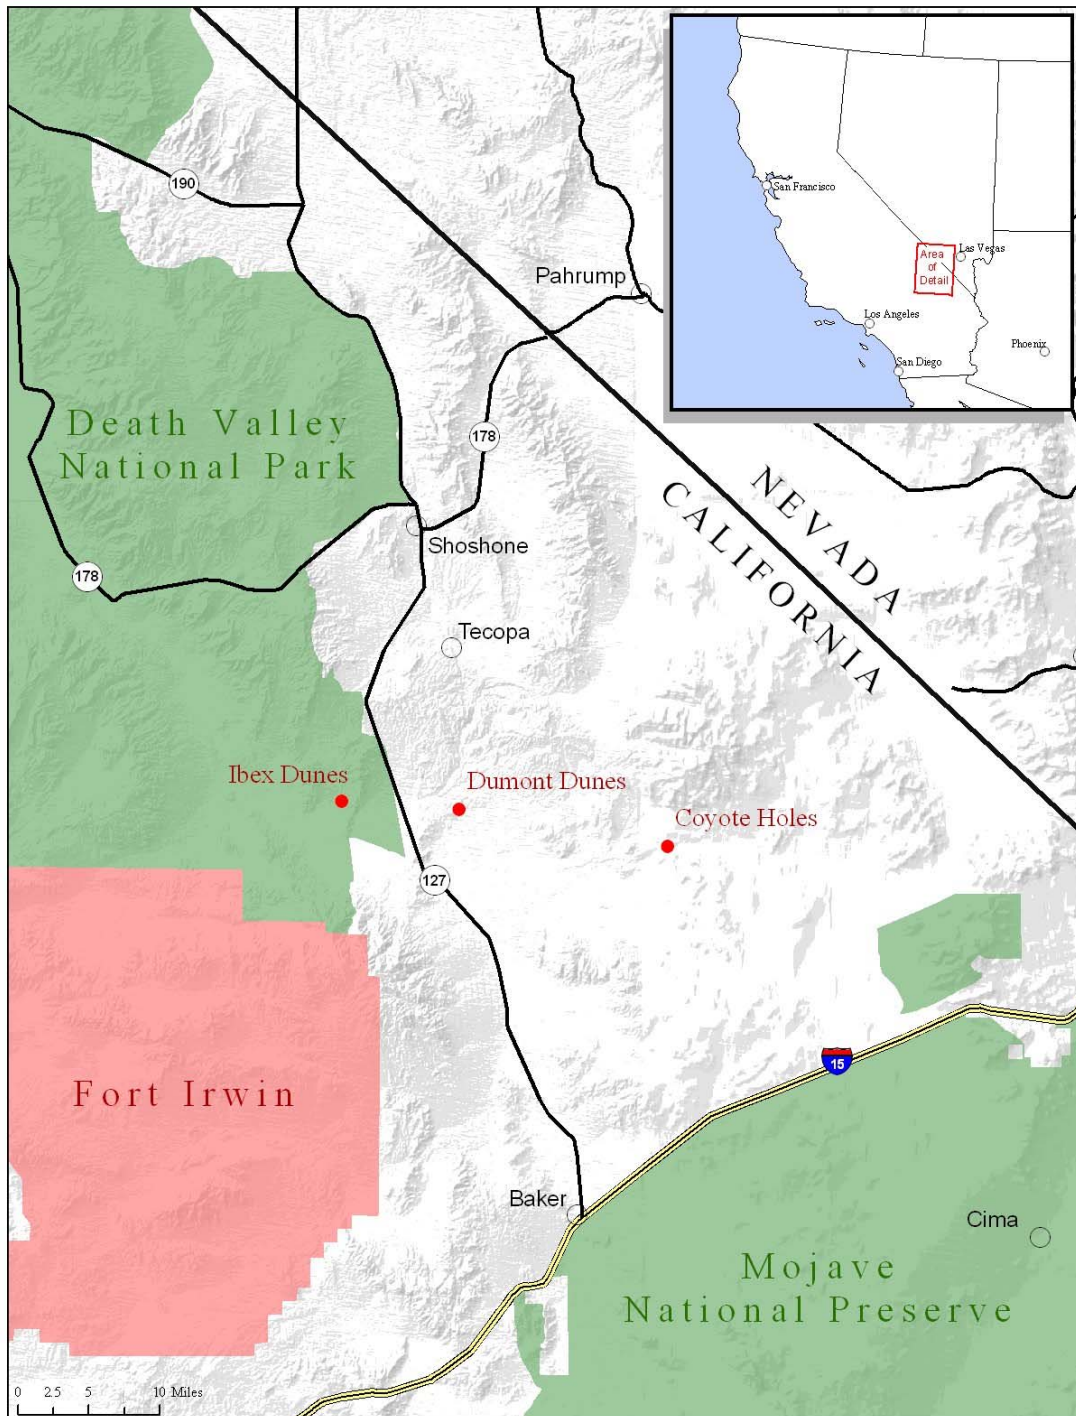 190
Pahrump
San Francisco
Las Vegas
Area
of
Detail
Los Angeles
San Diego
Phoenix
Death Valley
National Park
178
NEVADA
CALIFORNIA
Shoshone
178
Tecopa
Ibex Dunes
Dumont Dunes
Coyote Holes
127
Fort Irwin
15
Baker
Cima
Mojave
National Preserve
0 2.5 5 10 Miles